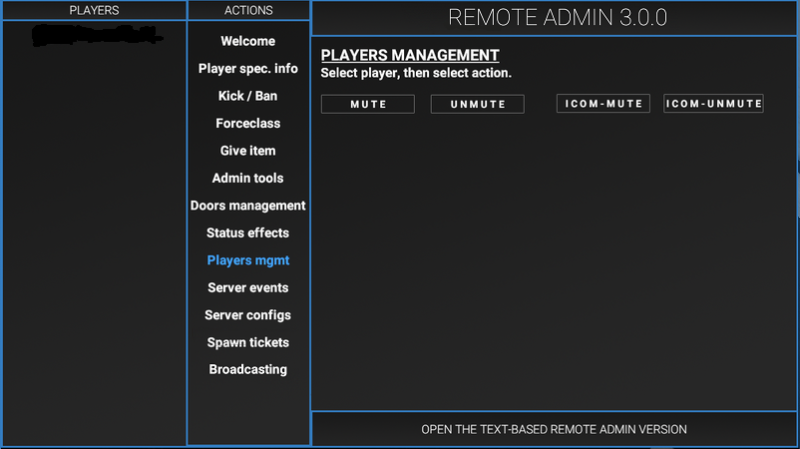 PLAYERS
ACTIONS
Welcome
Player spec. info
Kick / Ban
Forceclass
Give item
Admin tools
Doors management
Status effects
Players mgmt
Server events
Server configs
Spawn tickets
Broadcasting
REMOTE ADMIN 3.0.0
PLAYERS MANAGEMENT
Select player, then select action.
MUTE UNMUTE ICOM-MUTE ICOM-UNMUTE
OPEN THE TEXT-BASED REMOTE ADMIN VERSION